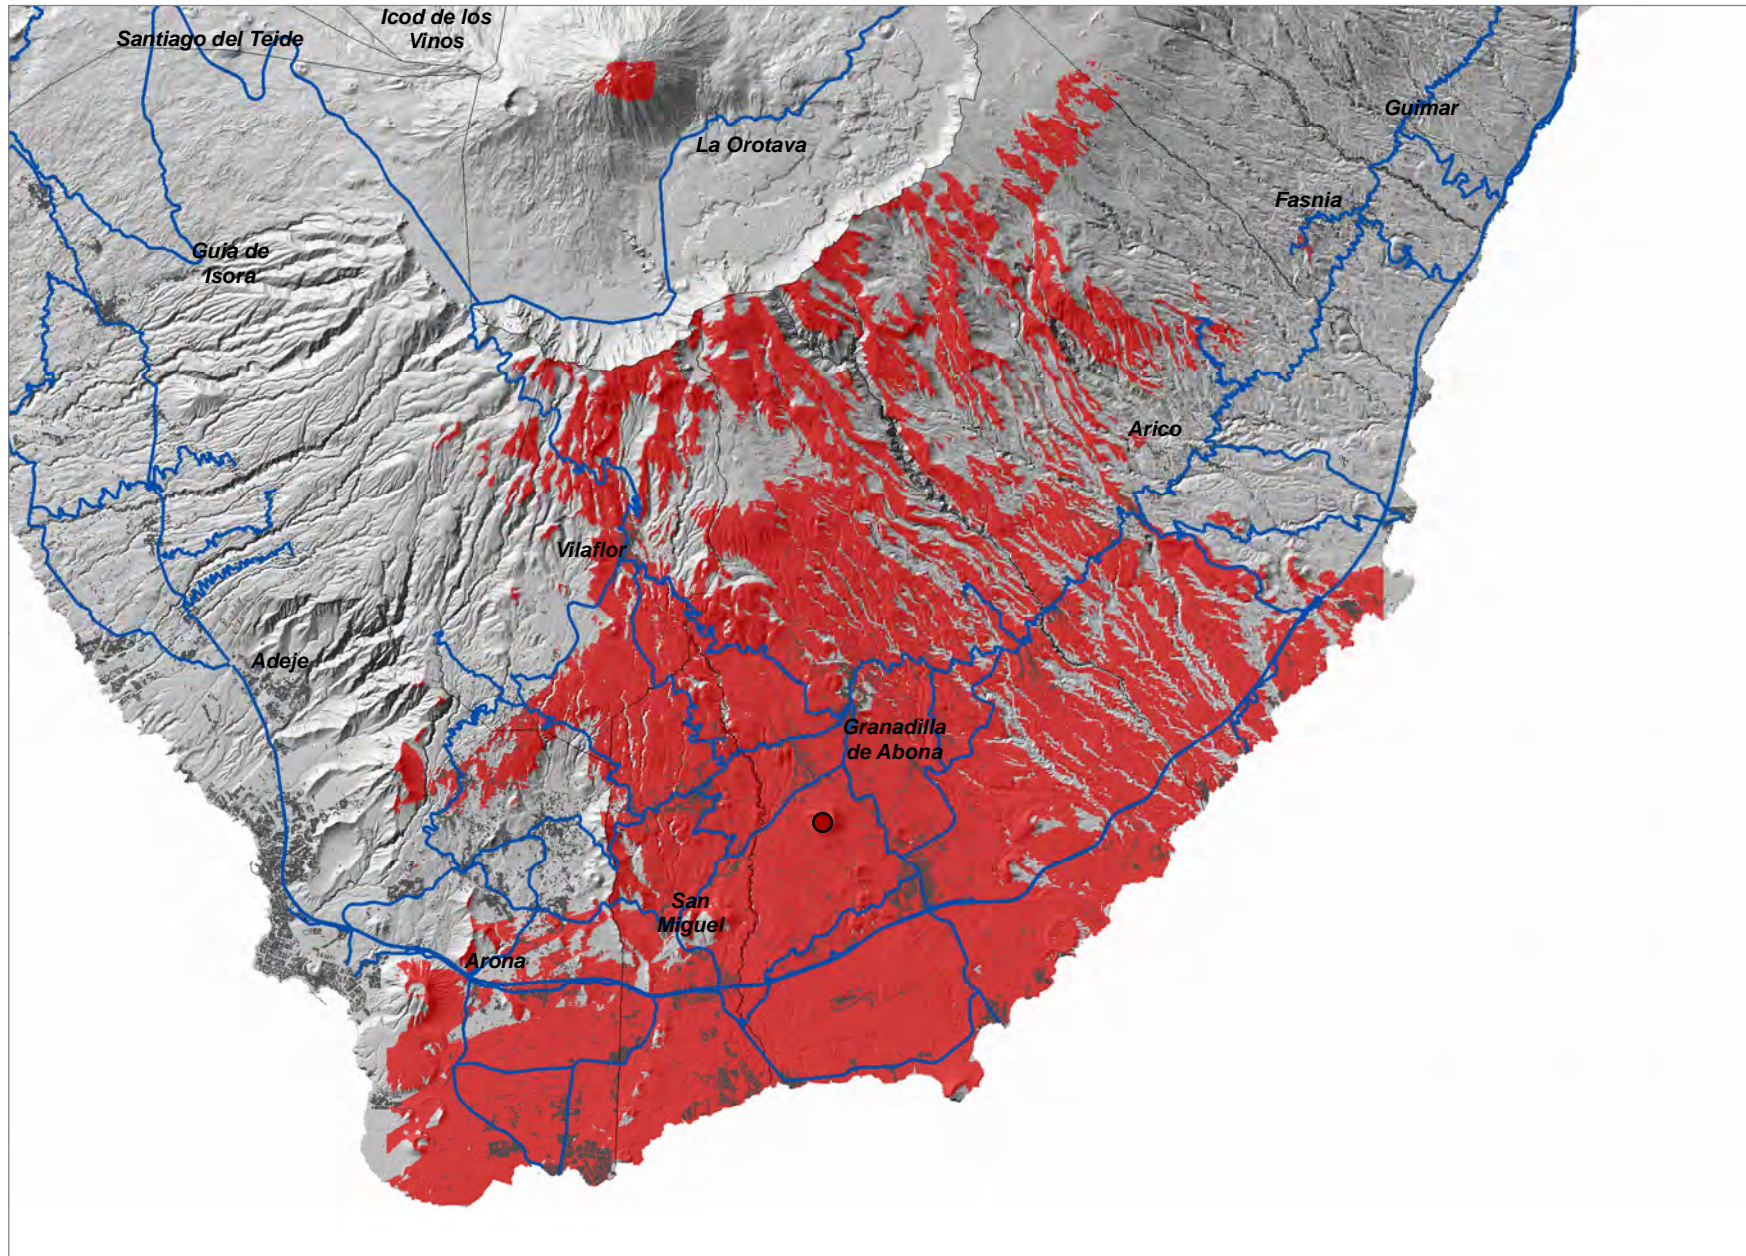 Icod de los
Vinos
Santiago del Teide
Guimar
La Orotava
Fasnia
Guia de
Isora
Arico
Vilaflor
Adeje
Granadilla
de Abona
San
Miguel
Arona